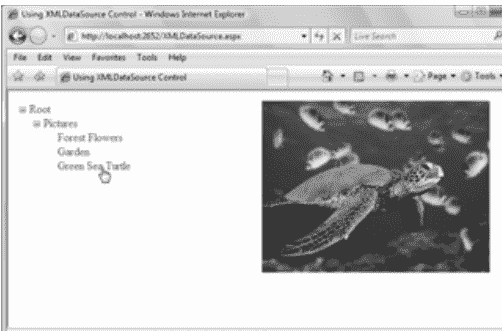 Using XMLDataSource Control - Windows Internet Explorer
http://localhost:2652/XMLDataSource.aspx
Live Search
File Edit View Favorites Tools Help
Using XMLDataSource Control
Page Tools
Root
Pictures
Forest Flowers
Garden
Green Sea Turtle